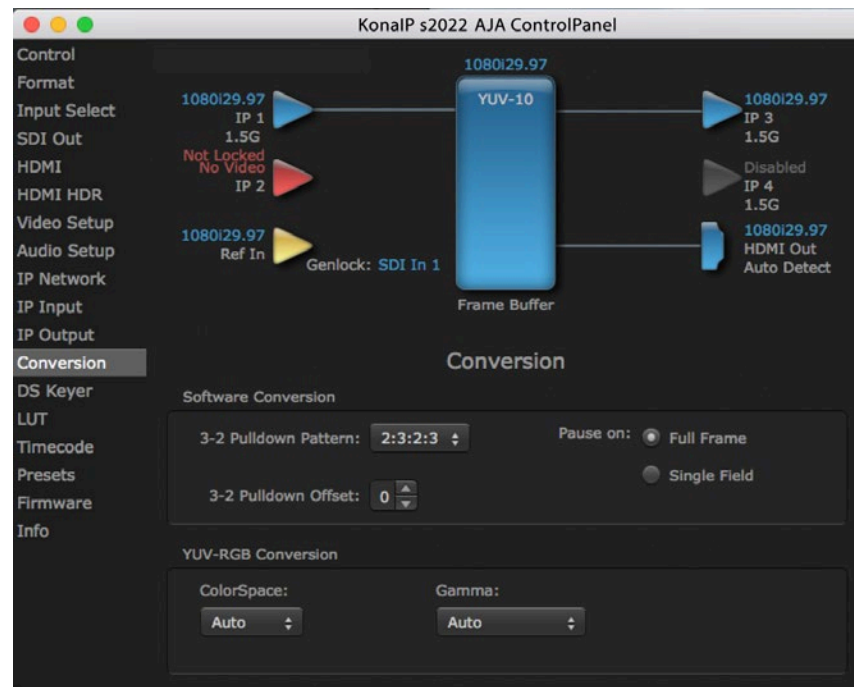 KonaIP s2022 AJA ControlPanel
Control
Format
Input Select
SDI Out
HDMI
HDMI HDR
Video Setup
Audio Setup
IP Network
IP Input
IP Output
Conversion
DS Keyer
LUT
Timecode
Presets
Firmware
Info
1080i29.97
IP 1
1.5G
Not Locked
No Video
IP 2
1080i29.97
Ref In
Genlock: SDI In 1
1080i29.97
YUV-10
Frame Buffer
1080i29.97
IP 3
1.5G
Disabled
IP 4
1.5G
1080i29.97
HDMI Out
Auto Detect
Conversion
Software Conversion
3-2 Pulldown Pattern: 2:3:2:3
Pause on: Full Frame
Single Field
3-2 Pulldown Offset: 0
YUV-RGB Conversion
ColorSpace: Gamma:
Auto Auto